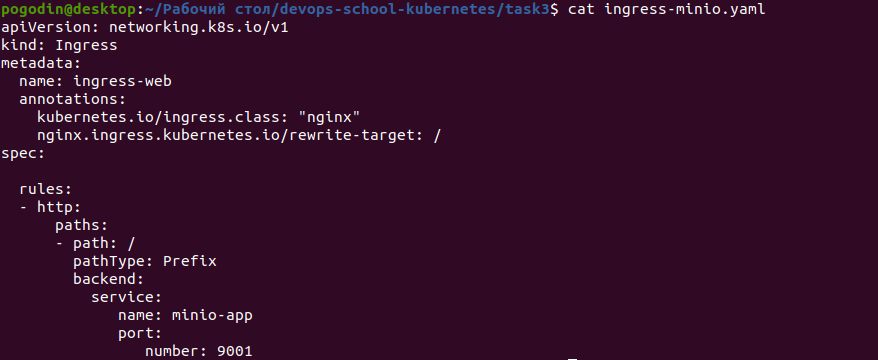 pogodin@desktop:~/Рабочий стол/devops-school-kubernetes/task3$ cat ingress-minio.yaml
apiVersion: networking.k8s.io/v1
kind: Ingress
metadata:
  name: ingress-web
  annotations:
    kubernetes.io/ingress.class: "nginx"
    nginx.ingress.kubernetes.io/rewrite-target: /
spec:

  rules:
  - http:
      paths:
      - path: /
        pathType: Prefix
        backend:
          service:
             name: minio-app
             port:
                number: 9001